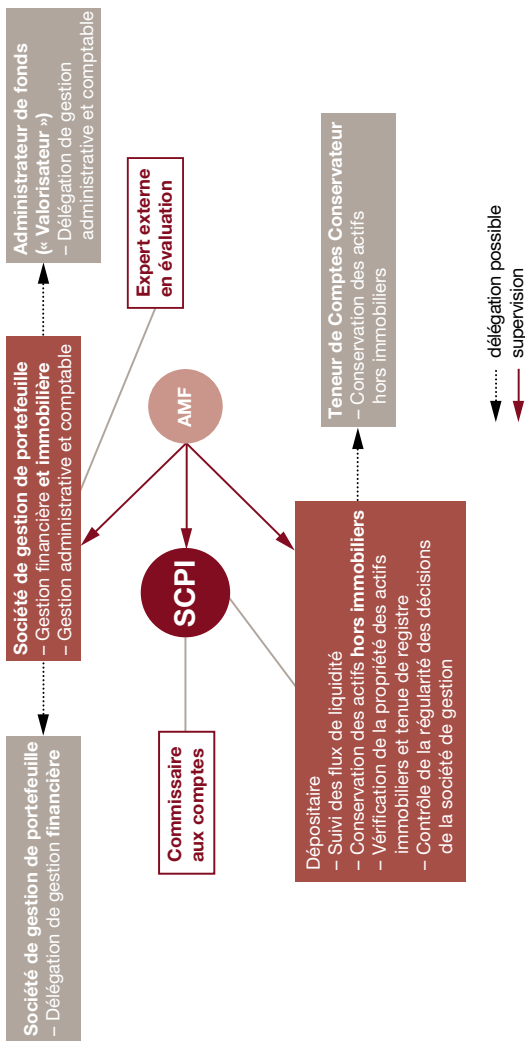 Société de gestion de portefeuille
– Délégation de gestion financière
Société de gestion de portefeuille
– Gestion financière et immobilière
– Gestion administrative et comptable
Administrateur de fonds
(« Valorisateur »)
– Délégation de gestion
administrative et comptable
Expert externe
en évaluation
Commissaire
aux comptes
SCPI
AMF
Dépositaire
– Suivi des flux de liquidité
– Conservation des actifs hors immobiliers
– Vérification de la propriété des actifs
immobiliers et tenue de registre
– Contrôle de la régularité des décisions
de la société de gestion
Teneur de Comptes Conservateur
– Conservation des actifs
hors immobiliers
délégation possible
supervision